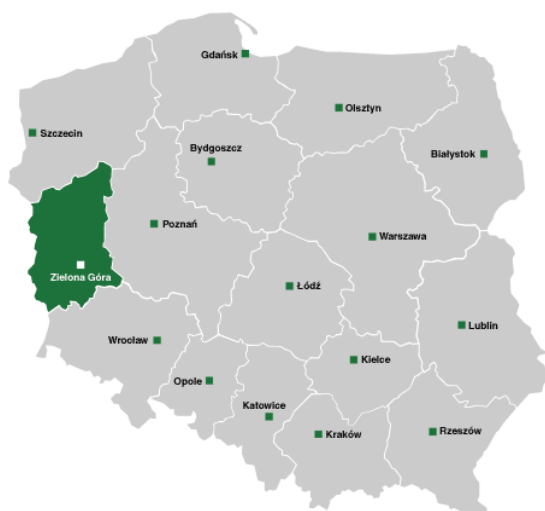 Gdańsk
Olsztyn
Szczecin
Bydgoszcz
Białystok
Poznań
Warszawa
Zielona Góra
Łódź
Lublin
Wrocław
Kielce
Opole
Katowice
Kraków
Rzeszów